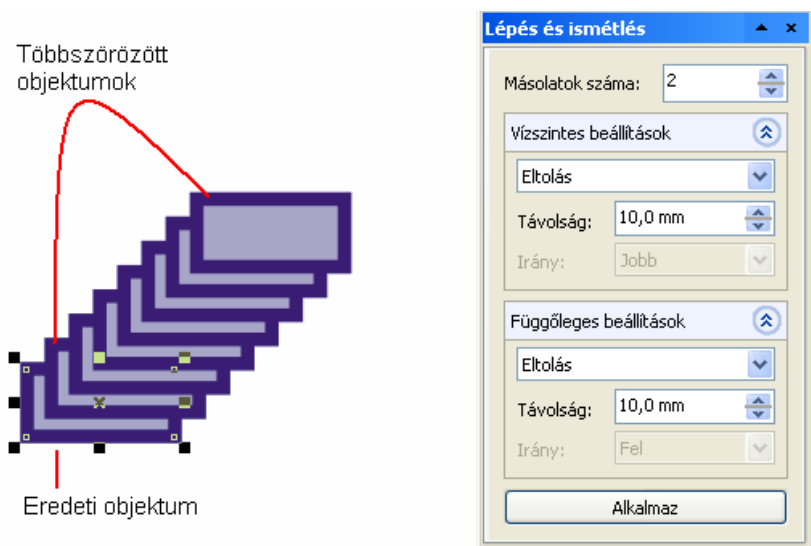 Többszörözött
objektumok
Eredeti objektum
Lépés és ismétlés
Másolatok száma: 2
Vízszintes beállítások
Eltolás
Távolság: 10,0 mm
Irány: Jobb
Függőleges beállítások
Eltolás
Távolság: 10,0 mm
Irány: Fel
Alkalmaz